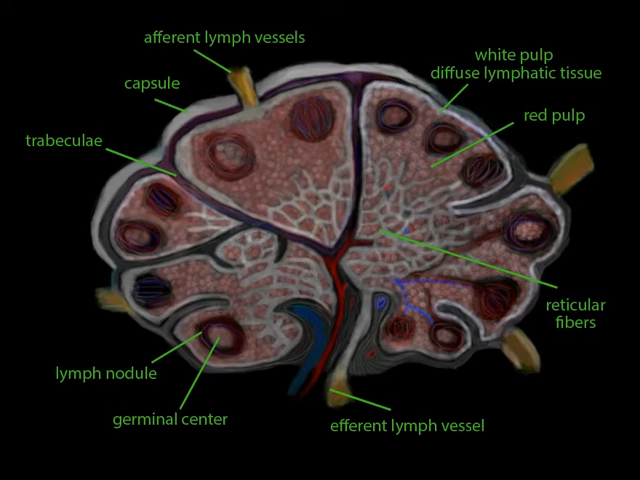 afferent lymph vessels
white pulp
diffuse lymphatic tissue
capsule
red pulp
trabeculae
reticular
fibers
lymph nodule
germinal center
efferent lymph vessel